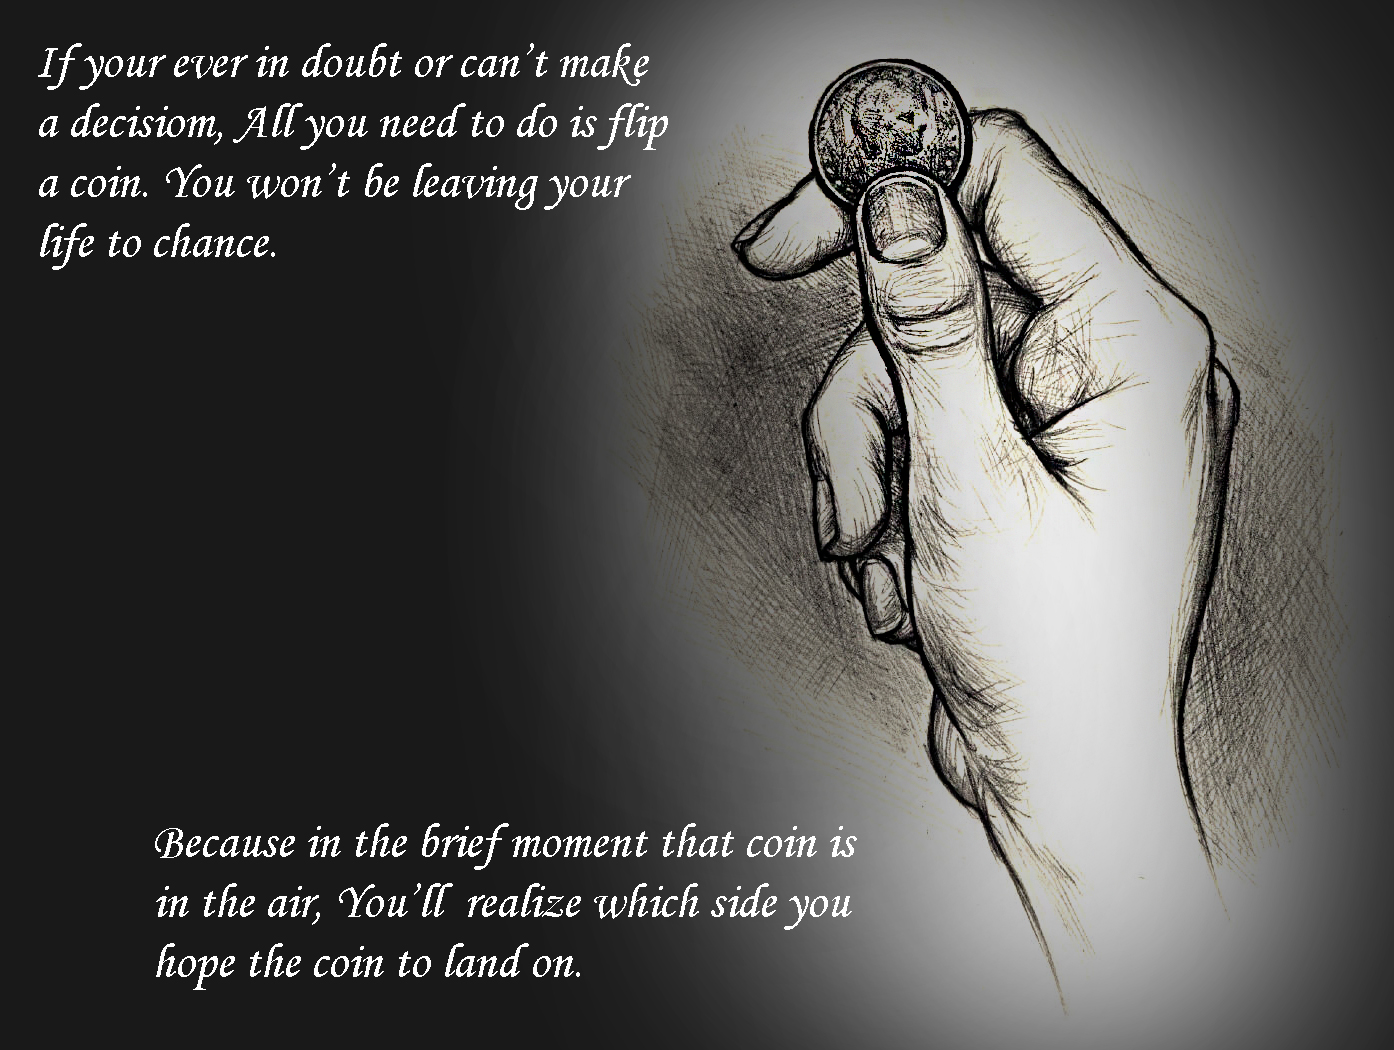 If your ever in doubt or can't make
a decisiom, All you need to do is flip
a coin. You won't be leaving your
life to chance.
Because in the brief moment that coin is
in the air, You'll realize which side you
hope the coin to land on.